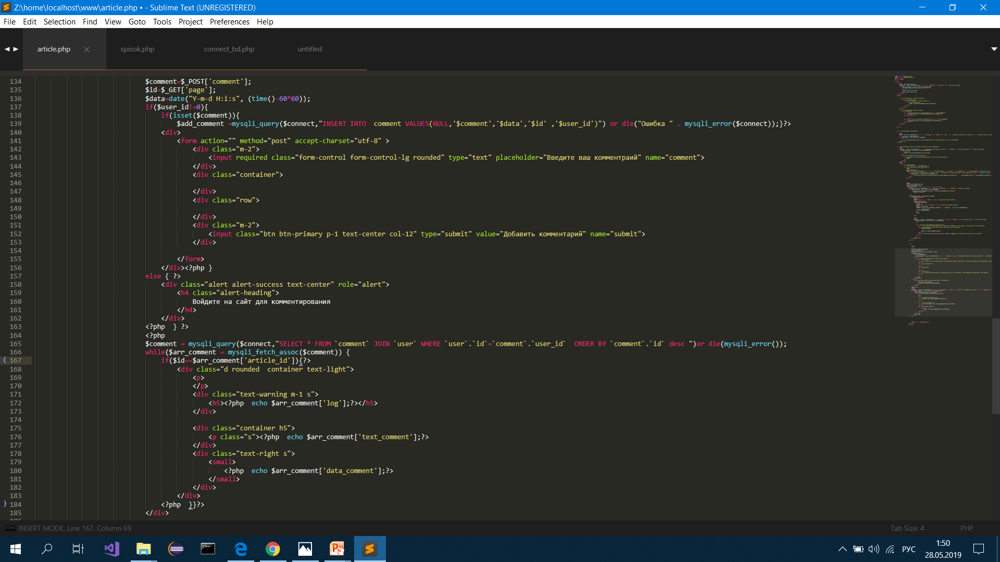 Z:\home\localhost\www\article.php • - Sublime Text (UNREGISTERED)
File Edit Selection Find View Goto Tools Project Preferences Help
article.php spisok.php connect_bd.php untitled
134 $comment=$_POST['comment'];
135 $id=$_GET['page'];
136 $data=date("Y-m-d H:i:s", (time()-60*60));
137 if($user_id!=0){
138 if(isset($comment)){
139 $add_comment =mysqli_query($connect,"INSERT INTO  comment VALUES(NULL,'$comment','$data','$id' ,'$user_id')") or die("Ошибка " . mysqli_error($connect));}?>
140 <div>
141 <form action="" method="post" accept-charset="utf-8" >
142 <div class="m-2">
143 <input required class="form-control form-control-lg rounded" type="text" placeholder="Введите ваш комментраий" name="comment">
144 </div>
145 <div class="container">
146
147 </div>
148 <div class="row">
149
150 </div>
151 <div class="m-2">
152 <input class="btn btn-primary p-1 text-center col-12" type="submit" value="Добавить комментарий" name="submit">
153 </div>
154
155 </form>
156 </div><?php }
157 else { ?>
158 <div class="alert alert-success text-center" role="alert">
159 <h4 class="alert-heading">
160 Войдите на сайт для комментирования
161 </h4>
162 </div>
163 <?php  } ?>
164 <?php
165 $comment = mysqli_query($connect,"SELECT * FROM `comment` JOIN `user` WHERE `user`.`id`=`comment`.`user_id`  ORDER BY `comment`.`id` desc ")or die(mysqli_error());
166 while($arr_comment = mysqli_fetch_assoc($comment)) {
{ 167 if($id==$arr_comment['article_id']){?>
168 <div class="d rounded  container text-light">
169 <p>
170 </p>
171 <div class="text-warning m-1 s">
172 <h5><?php  echo $arr_comment['log'];?></h5>
173 </div>
174
175 <div class="container h5">
176 <p class="s"><?php  echo $arr_comment['text_comment'];?>
177 </div>
178 <div class="text-right s">
179 <small>
180 <?php  echo $arr_comment['data_comment'];?>
181 </small>
182 </div>
183 </div>
} 184 <?php  }}?>
185 </div>
INSERT MODE, Line 167, Column 69 Tab Size: 4 PHP
РУС 1:50
28.05.2019